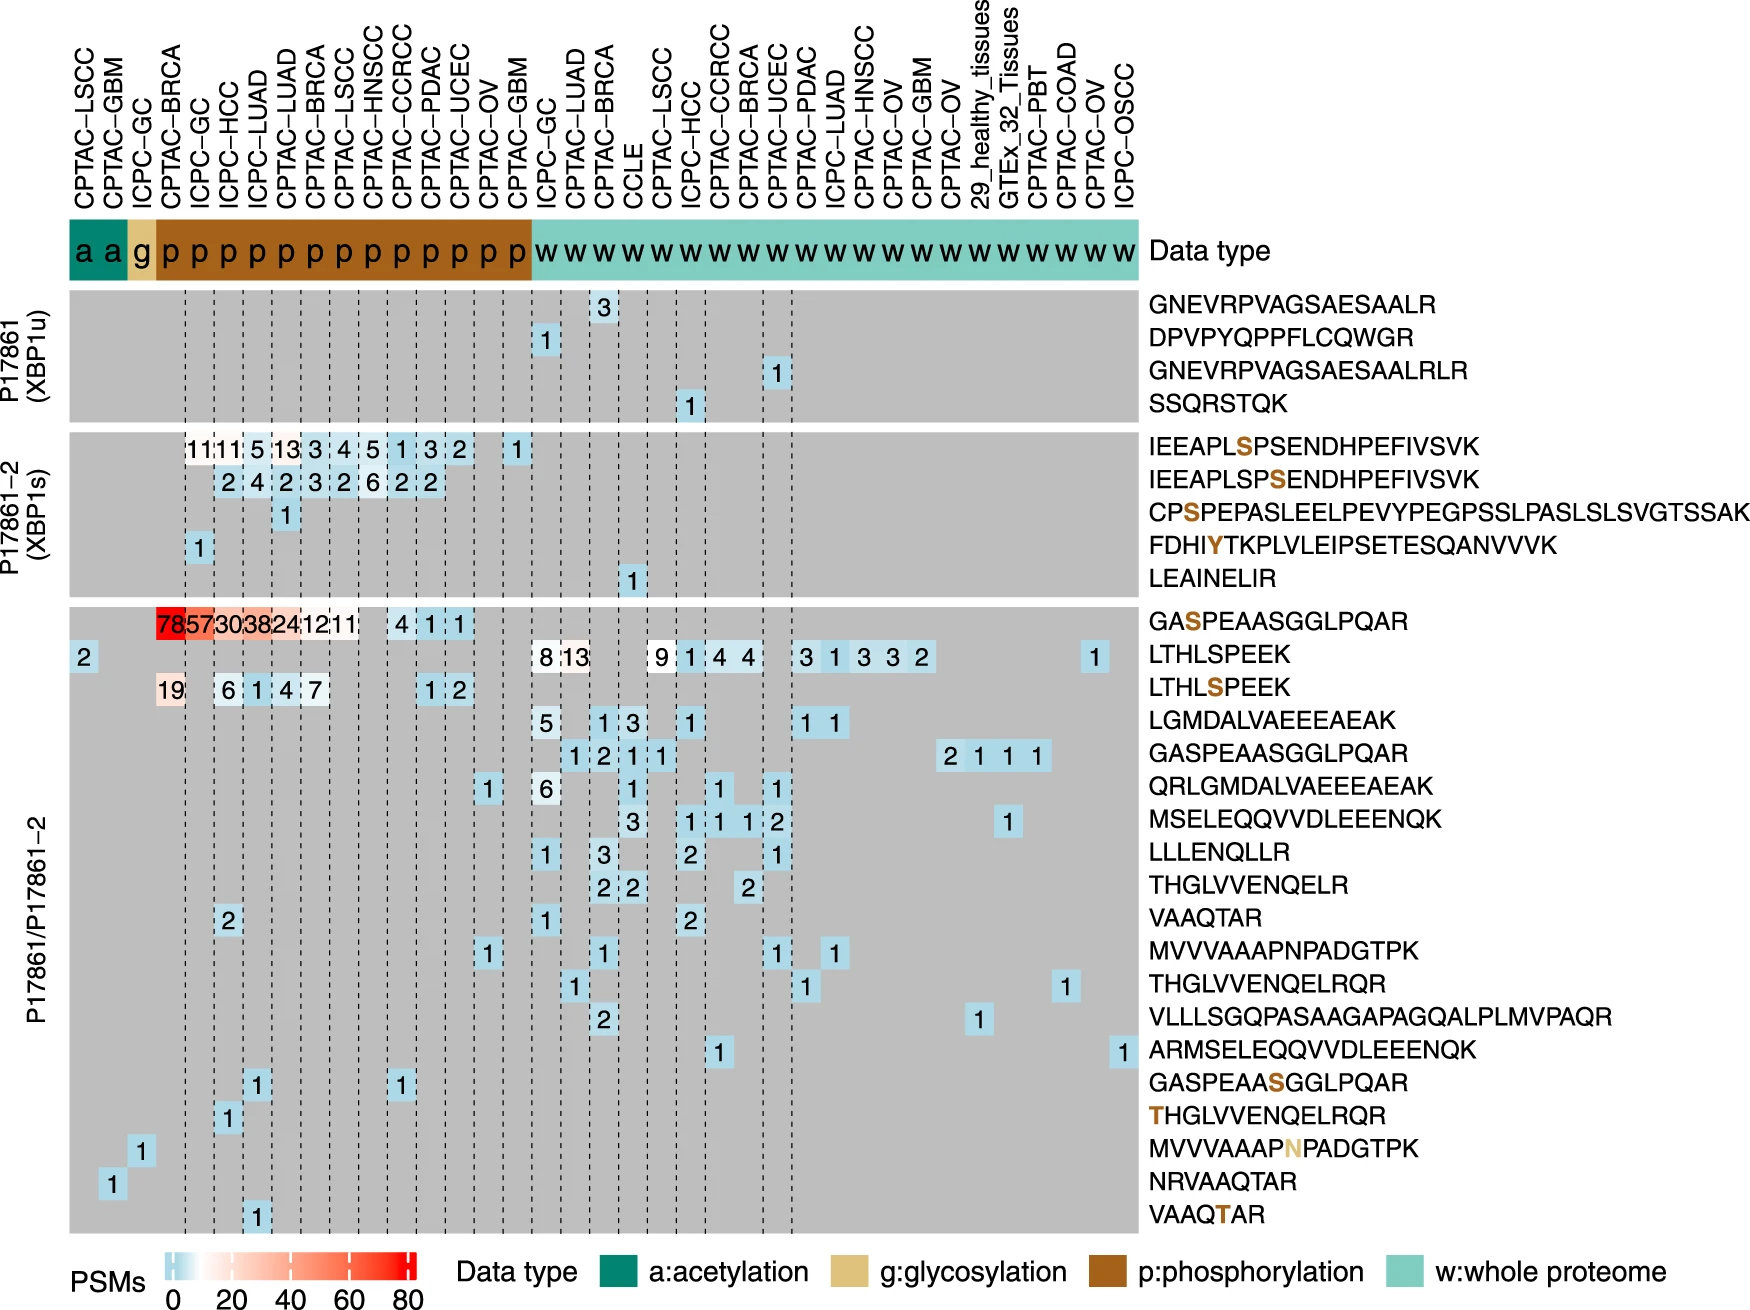 CPTAC−LSCC
CPTAC−GBM
ICPC−GC
CPTAC−BRCA
ICPC−GC
ICPC−HCC
ICPC−LUAD
CPTAC−LUAD
CPTAC−BRCA
CPTAC−LSCC
CPTAC−HNSCC
CPTAC−CCRCC
CPTAC−PDAC
CPTAC−UCEC
CPTAC−OV
CPTAC−GBM
ICPC−GC
CPTAC−LUAD
CPTAC−BRCA
CCLE
CPTAC−LSCC
ICPC−HCC
CPTAC−CCRCC
CPTAC−BRCA
CPTAC−UCEC
CPTAC−PDAC
ICPC−LUAD
CPTAC−HNSCC
CPTAC−OV
CPTAC−GBM
CPTAC−OV
29_healthy_tissues
GTEx_32_Tissues
CPTAC−PBT
CPTAC−COAD
CPTAC−OV
ICPC−OSCC
a a g p p p p p p p p p p p p p w w w w w w w w w w w w w w w w w w w w w Data type
P17861
(XBP1u)
3 GNEVRPVAGSAESAALR
1 DPVPYQPPFLCQWGR
1 GNEVRPVAGSAESAALRLR
1 SSQRSTQK
P17861−2
(XBP1s)
11 11 5 13 3 4 5 1 3 2 1 IEEAPLSPSENDHPEFIVSVK
2 4 2 3 2 6 2 2 IEEAPLSPSENDHPEFIVSVK
1 CPSPEPASLEELPEVYPEGPSSLPASLSLSVGTSSAK
1 FDHIYTKPLVLEIPSETESQANVVVK
1 LEAINELIR
P17861/P17861−2
78 57 30 38 24 12 11 4 1 1 GASPEAASGGLPQAR
2 8 13 9 1 4 4 3 1 3 3 2 1 LTHLSPEEK
19 6 1 4 7 1 2 LTHLSPEEK
5 1 3 1 1 1 LGMDALVAEEEAEAK
1 2 1 1 2 1 1 1 GASPEAASGGLPQAR
1 6 1 1 1 QRLGMDALVAEEEAEAK
3 1 1 1 2 1 MSELEQQVVDLEEENQK
1 3 2 1 LLLENQLLR
2 2 2 THGLVVENQELR
2 1 2 VAAQTAR
1 1 1 1 MVVVAAAPNPADGTPK
1 1 1 THGLVVENQELRQR
2 1 VLLLSGQPASAAGAPAGQALPLMVPAQR
1 1 ARMSELEQQVVDLEEENQK
1 1 GASPEAASGGLPQAR
1 THGLVVENQELRQR
1 MVVVAAAPNPADGTPK
1 NRVAAQTAR
1 VAAQTAR
PSMs
0 20 40 60 80
Data type a:acetylation g:glycosylation p:phosphorylation w:whole proteome